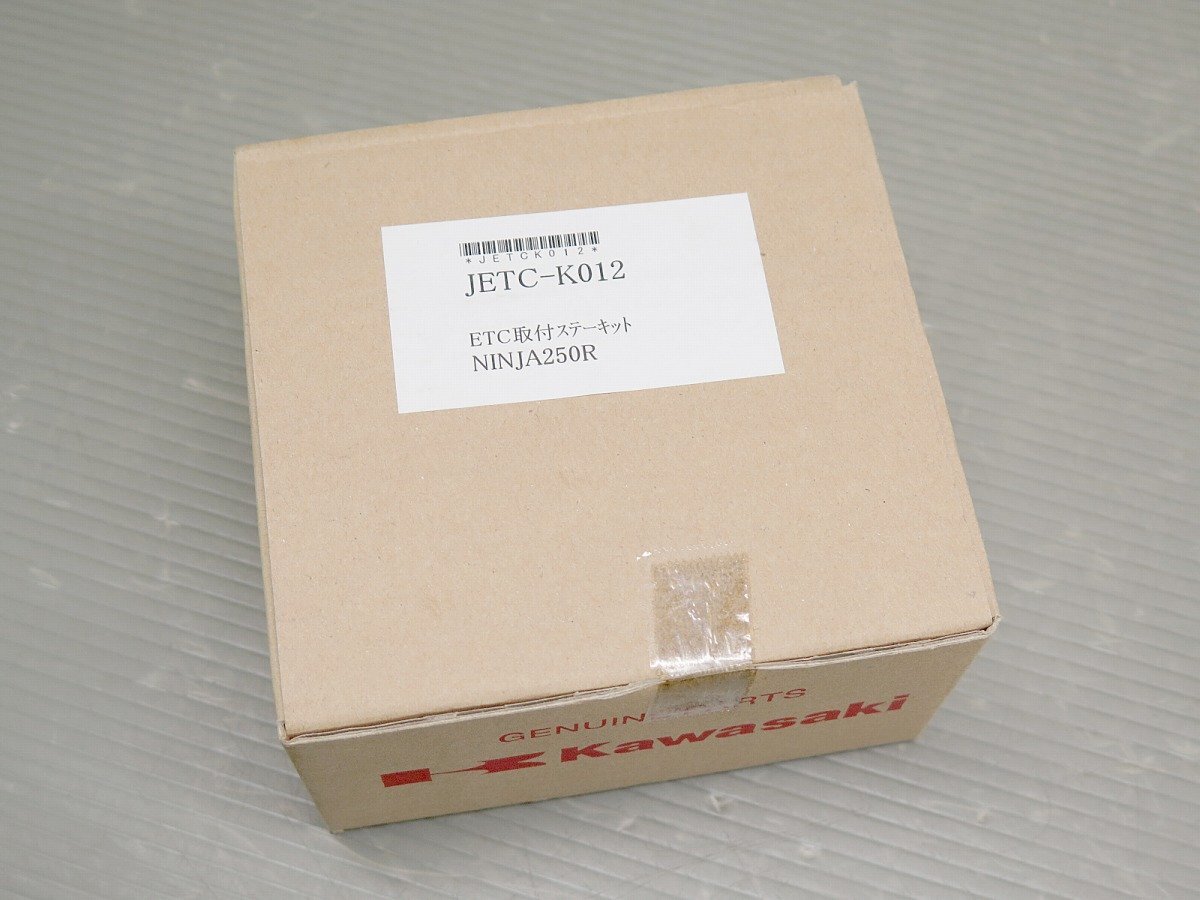 *JETCK012*
JETC-K012
ETC取付ステーキット
NINJA250R
GENUIN RTS
Kawasaki